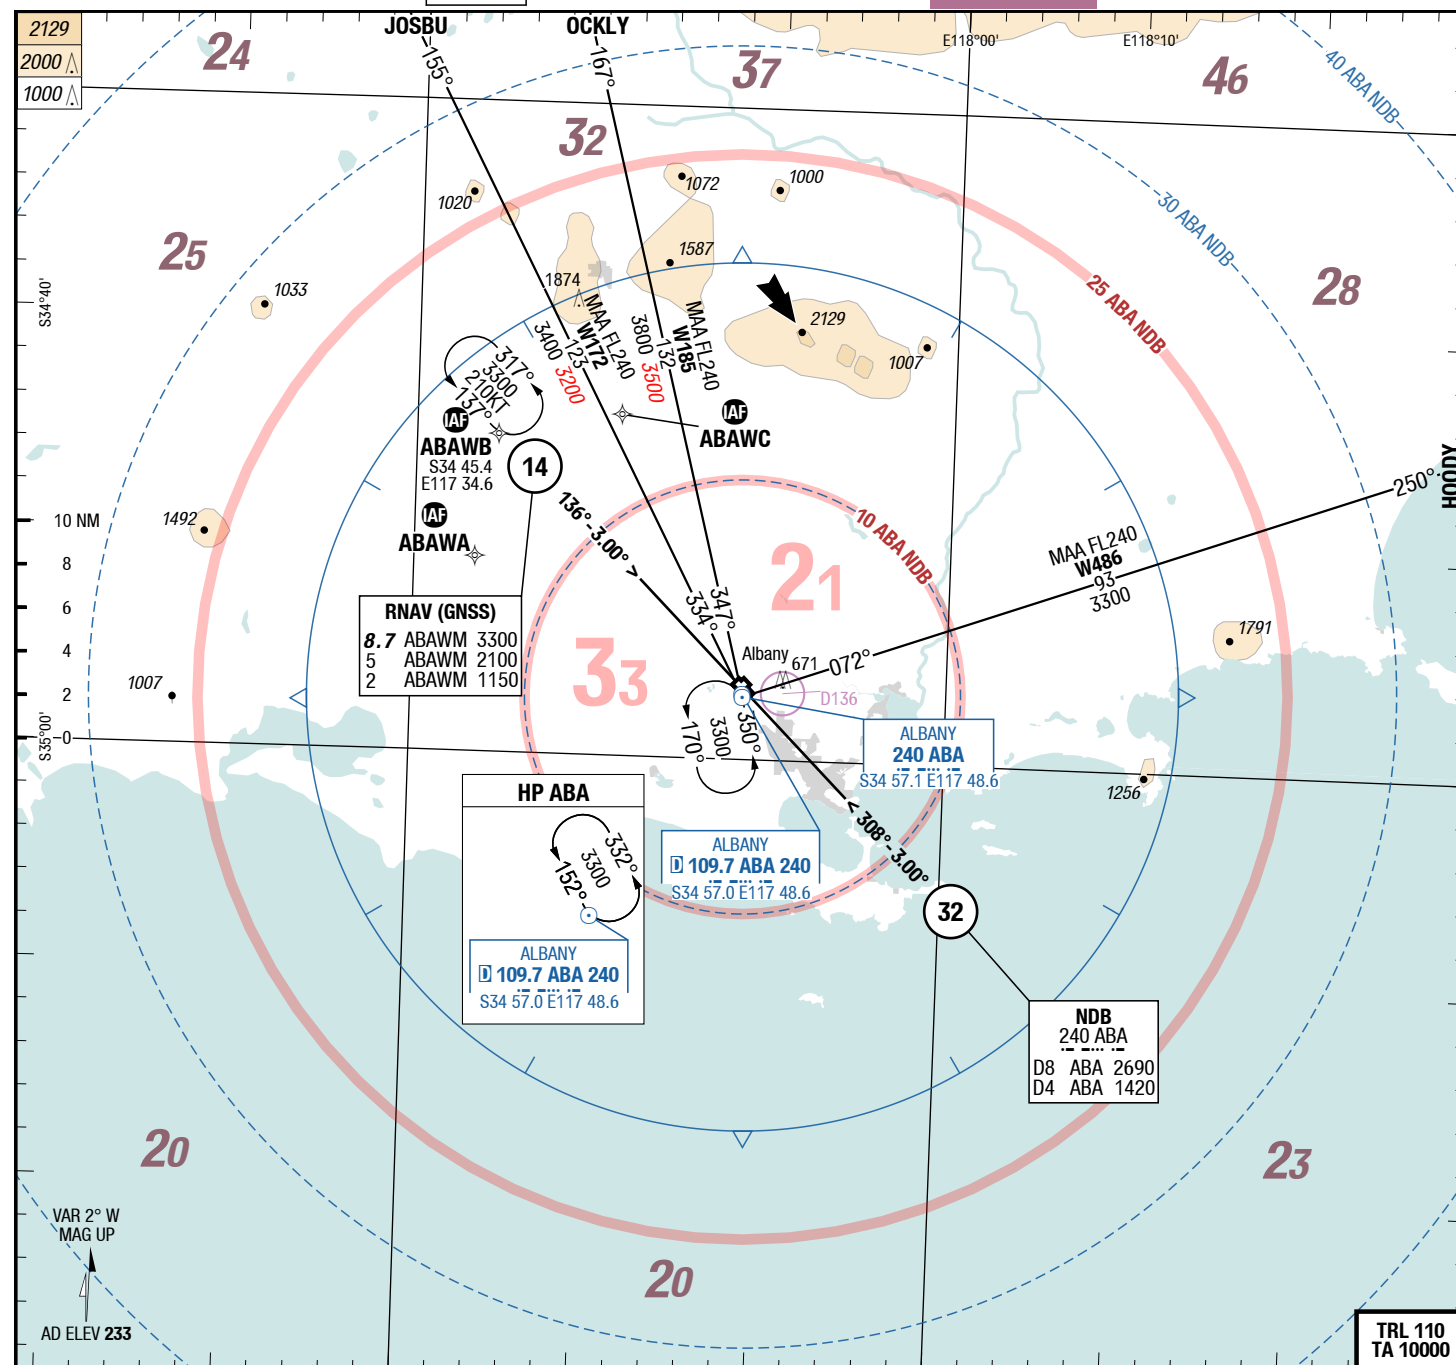 JOSBU
OCKLY
2129
2000
1000
24
37
46
32
25
28
155°
167°
E118°00'
E118°10'
40 ABA NDB
30 ABA NDB
25 ABA NDB
10 ABA NDB
1020
1072
1000
1587
1033
1874
2129
1007
S34°40'
MAA FL240
W172
123
3400
3200
MAA FL240
W185
132
3800
3500
317°
3300
210KT
137°
IAF
ABAWB
S34 45.4
E117 34.6
14
IAF
ABAWC
IAF
ABAWA
136°-3.00° >
250°
HOODY
MAA FL240
W486
93
3300
1492
10 NM
8
6
4
2
0
S35°00'
1007
RNAV (GNSS)
8.7 ABAWM 3300
5 ABAWM 2100
2 ABAWM 1150
21
33
334°
347°
072°
Albany
671
D136
1791
1256
170°
3300
350°
ALBANY
240 ABA
S34 57.1 E117 48.6
ALBANY
D 109.7 ABA 240
S34 57.0 E117 48.6
< 308°-3.00°
32
HP ABA
332°
3300
152°
ALBANY
D 109.7 ABA 240
S34 57.0 E117 48.6
NDB
240 ABA
D8 ABA 2690
D4 ABA 1420
20
23
20
VAR 2° W
MAG UP
AD ELEV 233
TRL 110
TA 10000